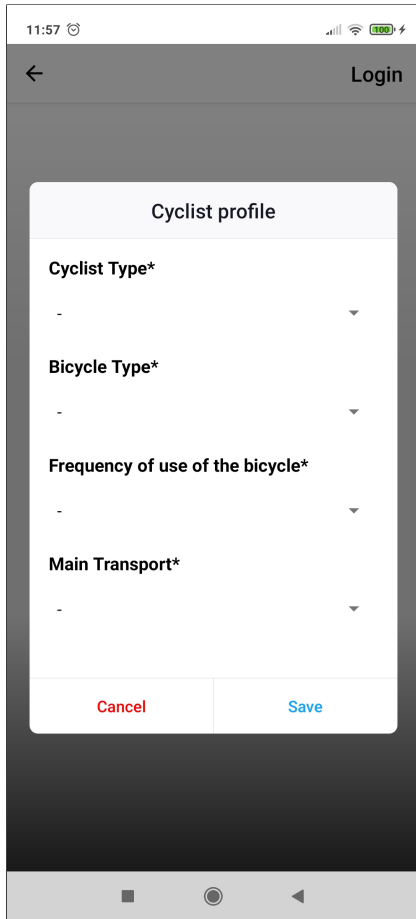 11:57
100
Login
Cyclist profile
Cyclist Type*
-
Bicycle Type*
-
Frequency of use of the bicycle*
-
Main Transport*
-
Cancel Save